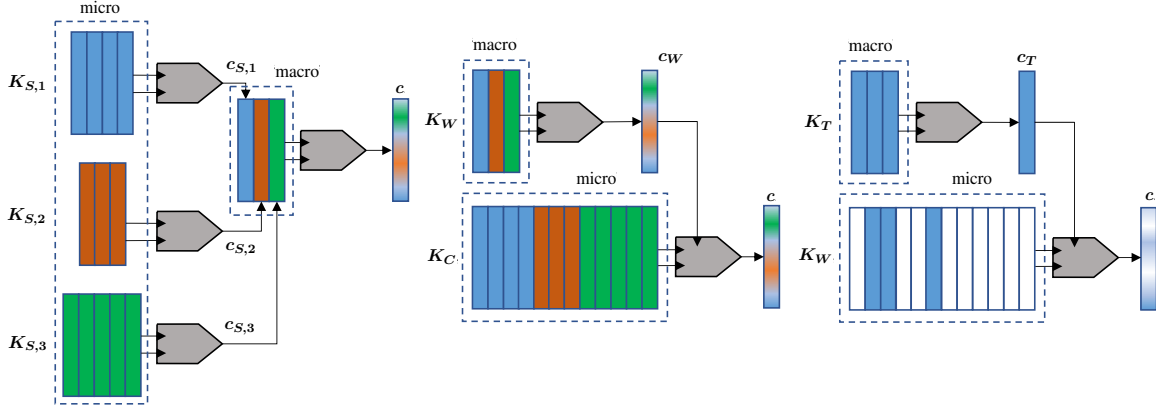 micro
K_{S,1}
c_{S,1}
macro
c
K_{S,2}
c_{S,2}
K_{S,3}
c_{S,3}
macro
c_W
K_W
micro
c
K_C
macro
c_T
K_T
micro
c
K_W